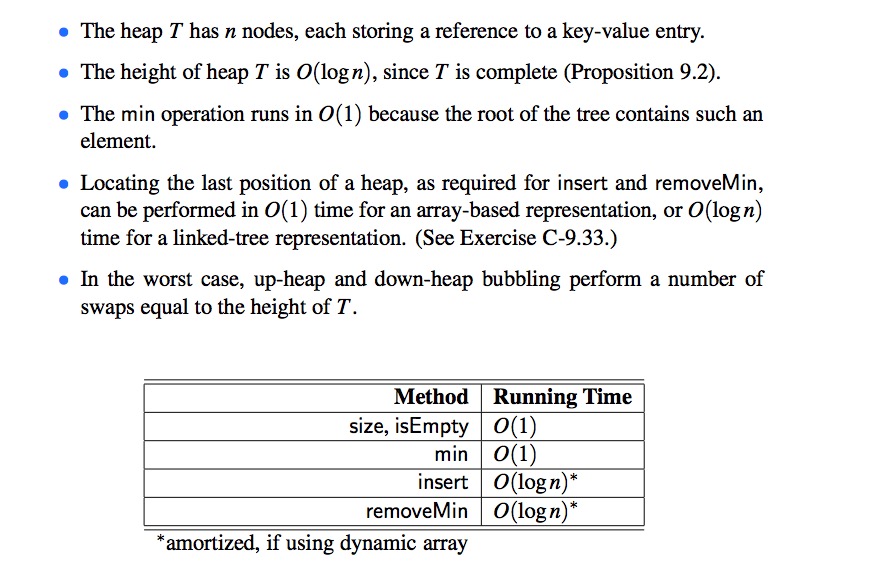 • The heap T has n nodes, each storing a reference to a key-value entry.
• The height of heap T is O(log n), since T is complete (Proposition 9.2).
• The min operation runs in O(1) because the root of the tree contains such an
element.
• Locating the last position of a heap, as required for insert and removeMin,
can be performed in O(1) time for an array-based representation, or O(log n)
time for a linked-tree representation. (See Exercise C-9.33.)
• In the worst case, up-heap and down-heap bubbling perform a number of
swaps equal to the height of T.
Method Running Time
size, isEmpty O(1)
min O(1)
insert O(log n)*
removeMin O(log n)*
*amortized, if using dynamic array